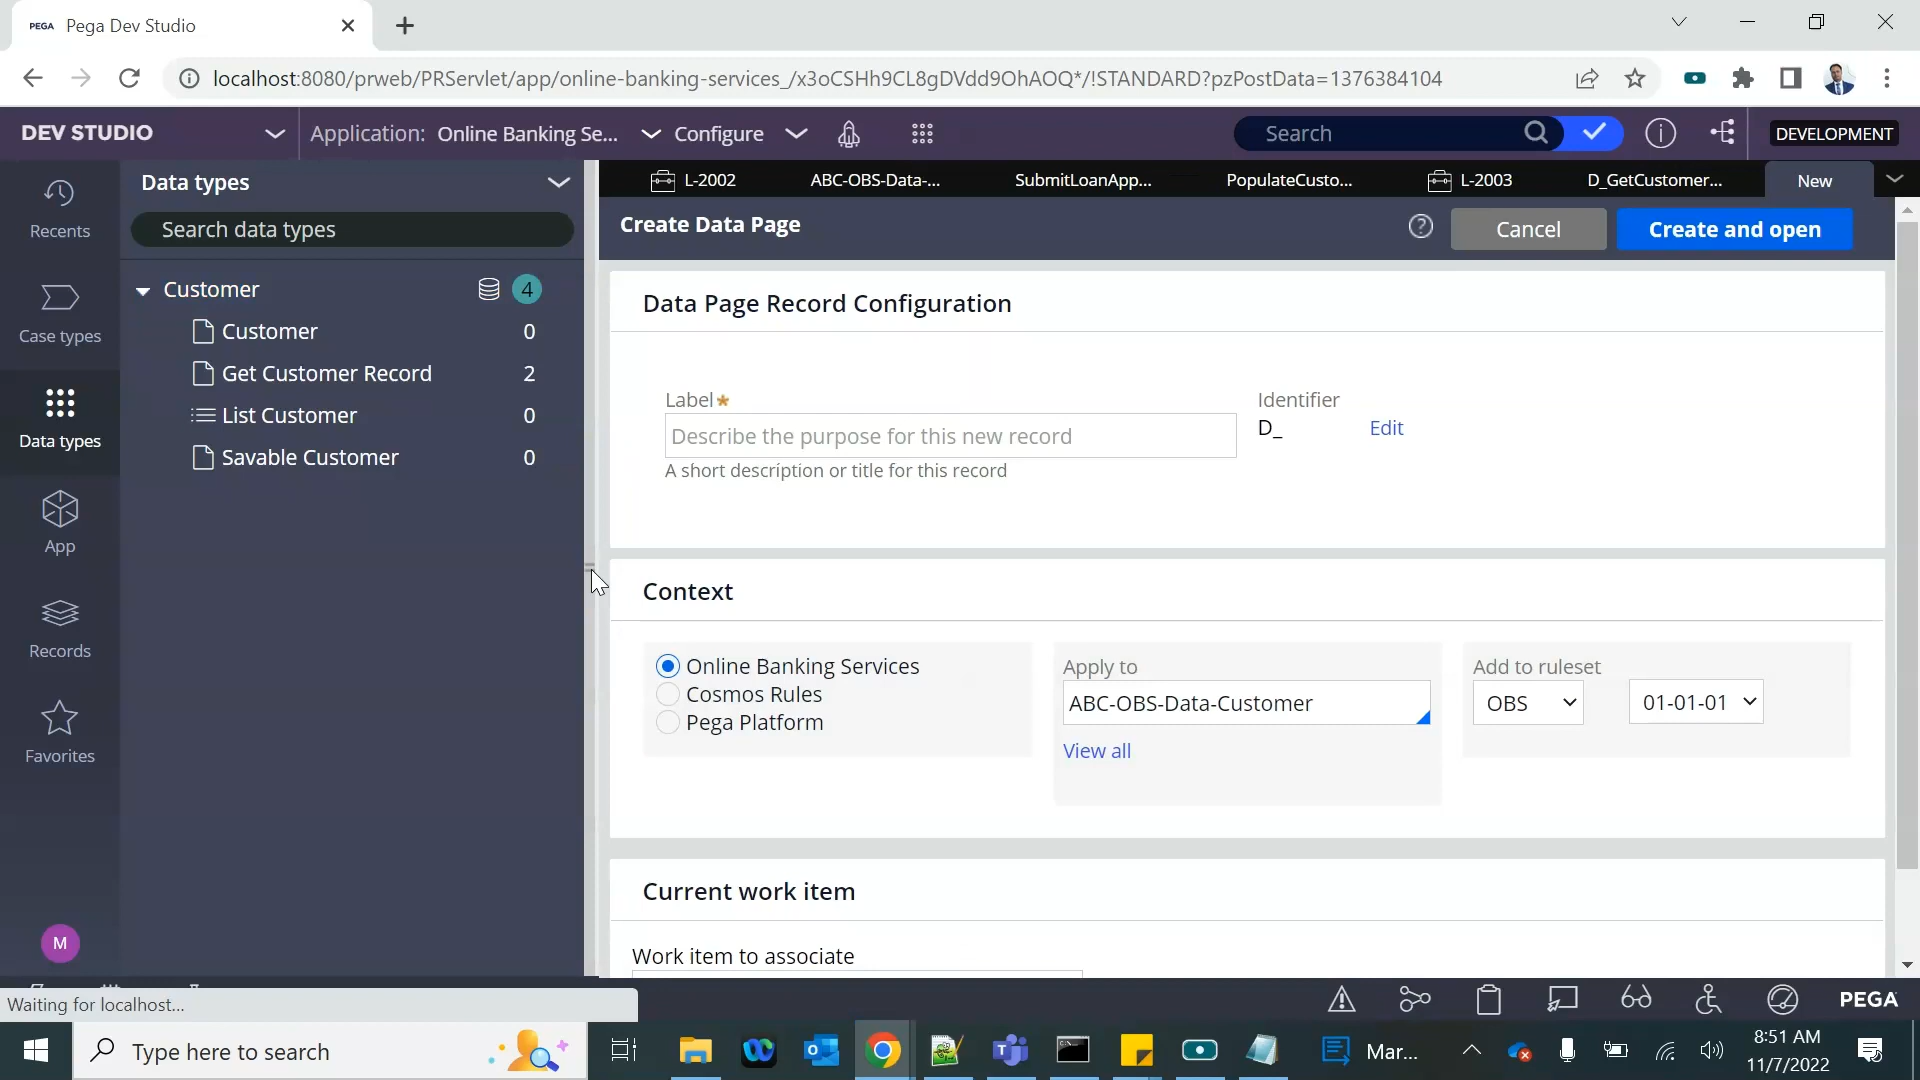 PEGA Pega Dev Studio
localhost:8080/prweb/PRServlet/app/online-banking-services_/x3oCSHh9CL8gDVdd9OhAOQ*/!STANDARD?pzPostData=1376384104
DEV STUDIO Application: Online Banking Se... Configure Search DEVELOPMENT
Recents
Case types
Data types
App
Records
Favorites
M
Data types
Search data types
Customer 4
Customer 0
Get Customer Record 2
List Customer 0
Savable Customer 0
L-2002 ABC-OBS-Data-... SubmitLoanApp... PopulateCusto... L-2003 D_GetCustomer... New
Create Data Page Cancel Create and open
Data Page Record Configuration
Label★ Identifier
Describe the purpose for this new record D_ Edit
A short description or title for this record
Context
Online Banking Services
Cosmos Rules
Pega Platform
Apply to
ABC-OBS-Data-Customer
View all
Add to ruleset
OBS 01-01-01
Current work item
Work item to associate
Waiting for localhost...
PEGA
Type here to search
Mar...
8:51 AM
11/7/2022